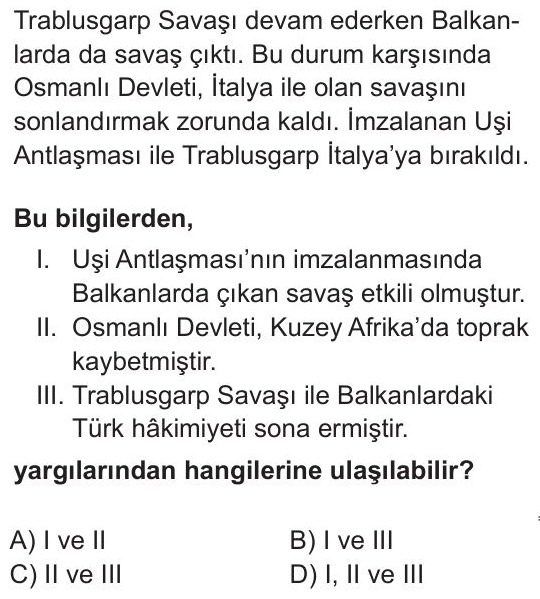 Trablusgarp Savaşı devam ederken Balkan-
larda da savaş çıktı. Bu durum karşısında
Osmanlı Devleti, İtalya ile olan savaşını
sonlandırmak zorunda kaldı. İmzalanan Uşi
Antlaşması ile Trablusgarp İtalya'ya bırakıldı.
Bu bilgilerden,
I. Uşi Antlaşması'nın imzalanmasında
Balkanlarda çıkan savaş etkili olmuştur.
II. Osmanlı Devleti, Kuzey Afrika'da toprak
kaybetmiştir.
III. Trablusgarp Savaşı ile Balkanlardaki
Türk hâkimiyeti sona ermiştir.
yargılarından hangilerine ulaşılabilir?
A) I ve II B) I ve III
C) II ve III D) I, II ve III